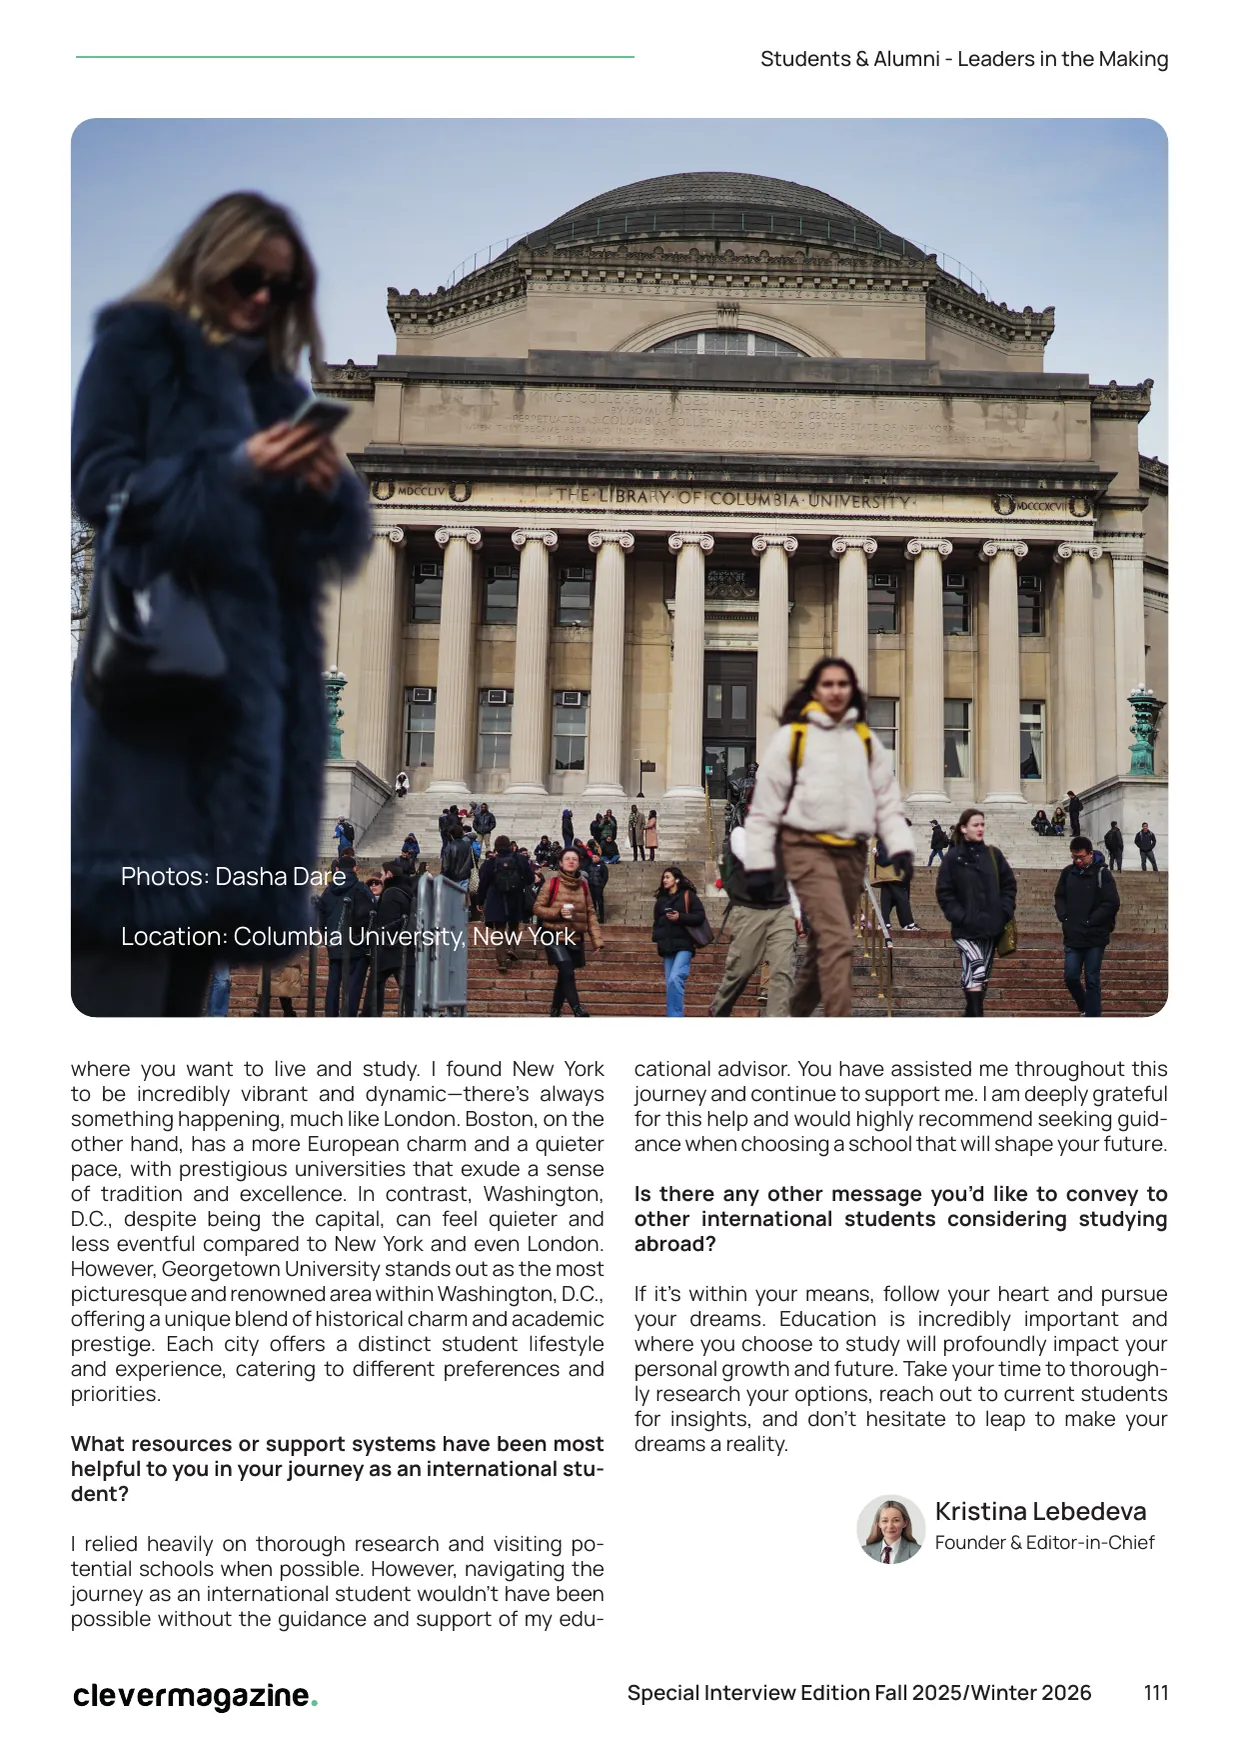 Students & Alumni - Leaders in the Making
MDCCLIV
THE·LIBRARY·OF·COLUMBIA·UNIVERSITY·
MDCCCXCVII
Photos: Dasha Dare
Location: Columbia University, New York
where you want to live and study. I found New York
to be incredibly vibrant and dynamic—there’s always
something happening, much like London. Boston, on the
other hand, has a more European charm and a quieter
pace, with prestigious universities that exude a sense
of tradition and excellence. In contrast, Washington,
D.C., despite being the capital, can feel quieter and
less eventful compared to New York and even London.
However, Georgetown University stands out as the most
picturesque and renowned area within Washington, D.C.,
offering a unique blend of historical charm and academic
prestige. Each city offers a distinct student lifestyle
and experience, catering to different preferences and
priorities.
What resources or support systems have been most
helpful to you in your journey as an international stu-
dent?
I relied heavily on thorough research and visiting po-
tential schools when possible. However, navigating the
journey as an international student wouldn’t have been
possible without the guidance and support of my edu-
cational advisor. You have assisted me throughout this
journey and continue to support me. I am deeply grateful
for this help and would highly recommend seeking guid-
ance when choosing a school that will shape your future.
Is there any other message you’d like to convey to
other international students considering studying
abroad?
If it’s within your means, follow your heart and pursue
your dreams. Education is incredibly important and
where you choose to study will profoundly impact your
personal growth and future. Take your time to thorough-
ly research your options, reach out to current students
for insights, and don’t hesitate to leap to make your
dreams a reality.
Kristina Lebedeva
Founder & Editor-in-Chief
clevermagazine.
Special Interview Edition Fall 2025/Winter 2026 111